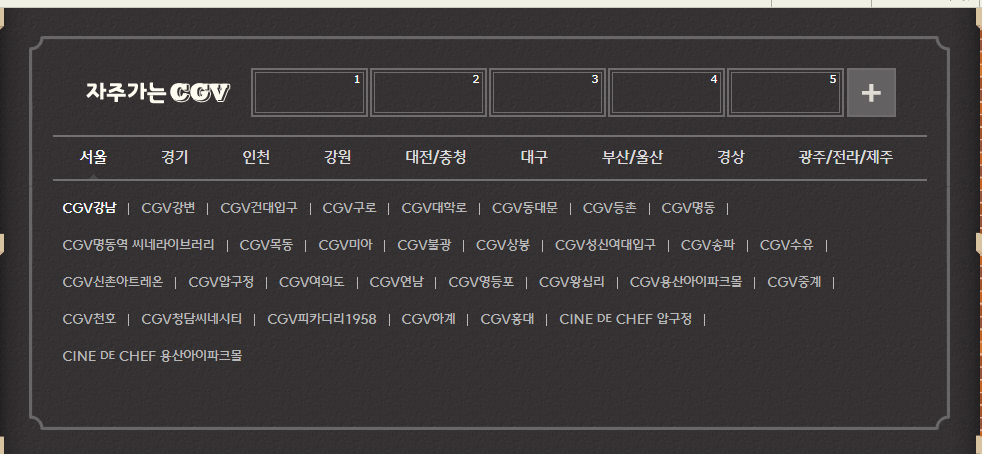 자주가는 CGV 1 2 3 4 5 +
서울 경기 인천 강원 대전/충청 대구 부산/울산 경상 광주/전라/제주
CGV강남 | CGV강변 | CGV건대입구 | CGV구로 | CGV대학로 | CGV동대문 | CGV등촌 | CGV명동 |
CGV명동역 씨네라이브러리 | CGV목동 | CGV미아 | CGV불광 | CGV상봉 | CGV성신여대입구 | CGV송파 | CGV수유 |
CGV신촌아트레온 | CGV압구정 | CGV여의도 | CGV연남 | CGV영등포 | CGV왕십리 | CGV용산아이파크몰 | CGV중계 |
CGV천호 | CGV청담씨네시티 | CGV피카디리1958 | CGV하계 | CGV홍대 | CINE DE CHEF 압구정 |
CINE DE CHEF 용산아이파크몰